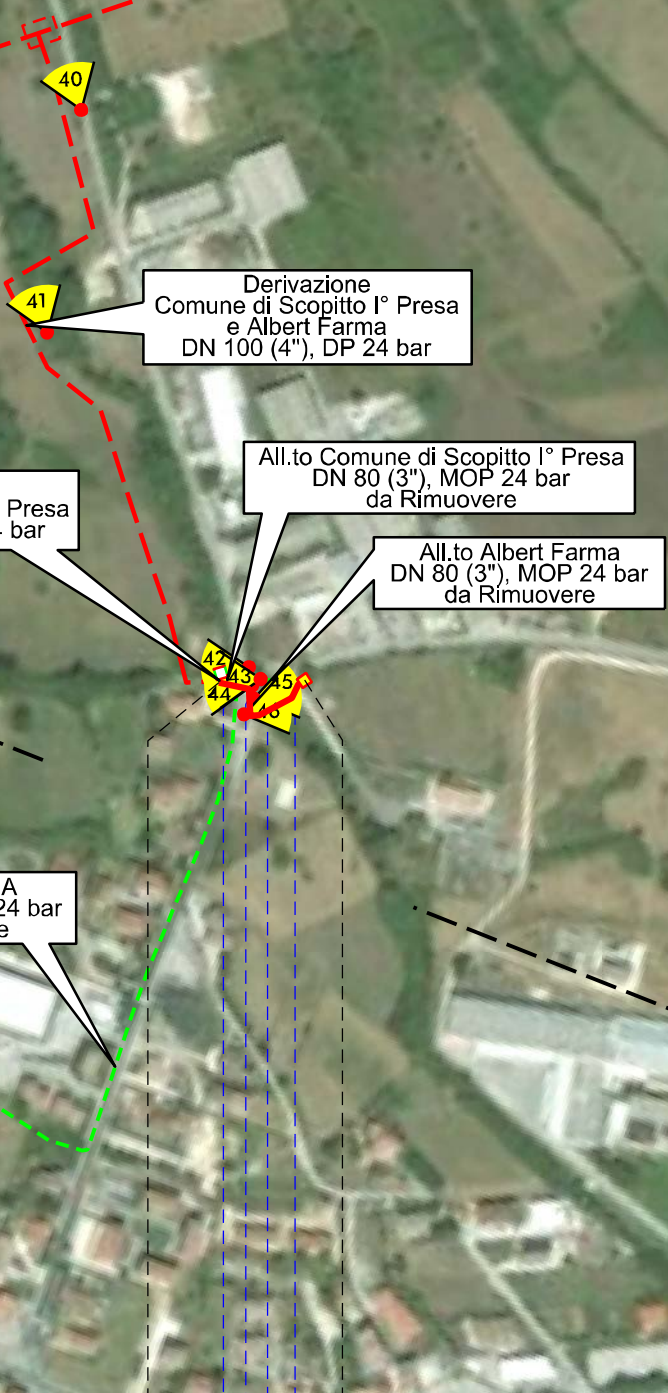 40
41
Derivazione
Comune di Scopitto I° Presa
e Albert Farma
DN 100 (4"), DP 24 bar
All.to Comune di Scopitto I° Presa
DN 80 (3"), MOP 24 bar
da Rimuovere
Presa
bar
All.to Albert Farma
DN 80 (3"), MOP 24 bar
da Rimuovere
42
43
45
44
46
A
24 bar
e